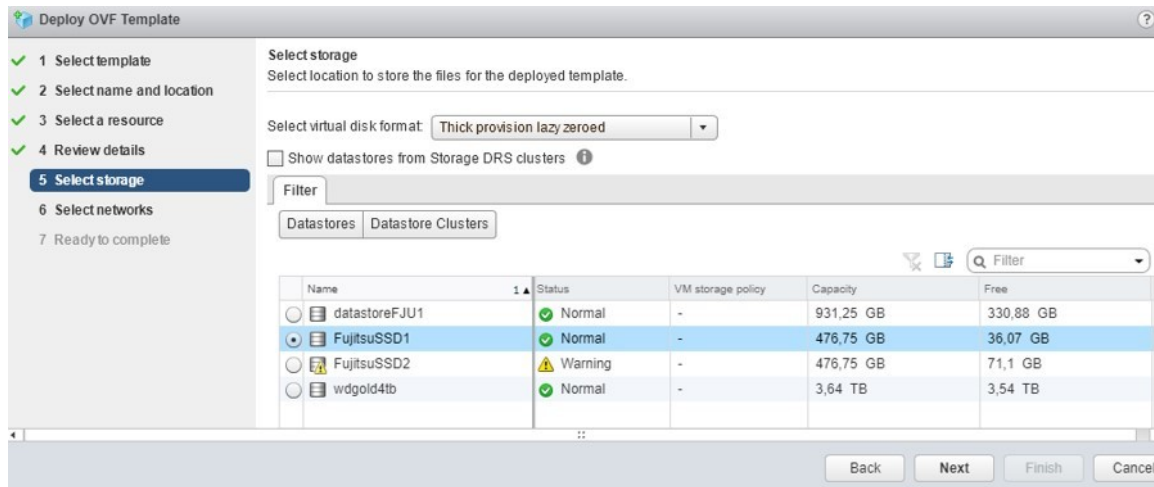 Deploy OVF Template ?
1 Select template
2 Select name and location
3 Select a resource
4 Review details
5 Select storage
6 Select networks
7 Ready to complete
Select storage
Select location to store the files for the deployed template.
Select virtual disk format: Thick provision lazy zeroed
Show datastores from Storage DRS clusters
Filter
Datastores Datastore Clusters
Filter
Name 1 Status VM storage policy Capacity Free
datastoreFJU1 Normal - 931,25 GB 330,88 GB
FujitsuSSD1 Normal - 476,75 GB 36,07 GB
FujitsuSSD2 Warning - 476,75 GB 71,1 GB
wdgold4tb Normal - 3,64 TB 3,54 TB
Back Next Finish Cancel